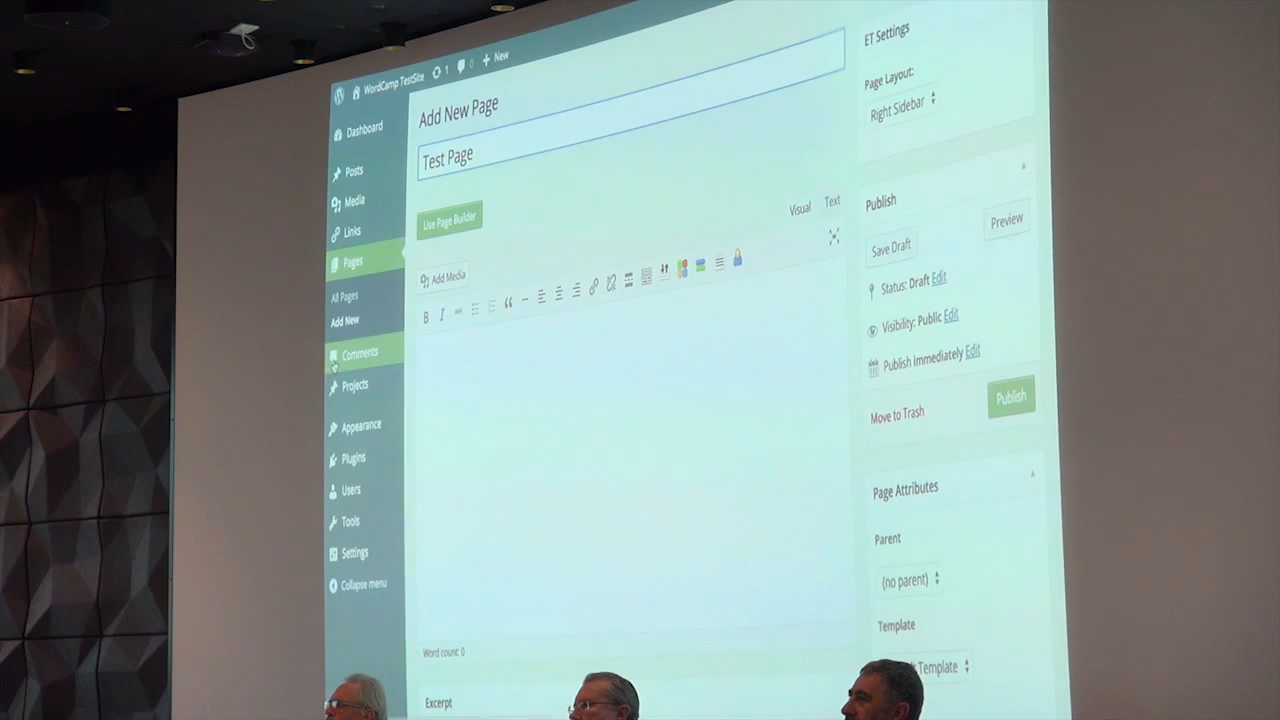 WordCamp TestSite 1 0 New
Dashboard
Posts
Media
Links
Pages
All Pages
Add New
Comments
Projects
Appearance
Plugins
Users
Tools
Settings
Collapse menu
Add New Page
Test Page
Use Page Builder
Visual Text
Add Media
B I ABC
Word count: 0
Excerpt
ET Settings
Page Layout:
Right Sidebar
Publish
Save Draft Preview
Status: Draft Edit
Visibility: Public Edit
Publish immediately Edit
Move to Trash Publish
Page Attributes
Parent
(no parent)
Template
Template